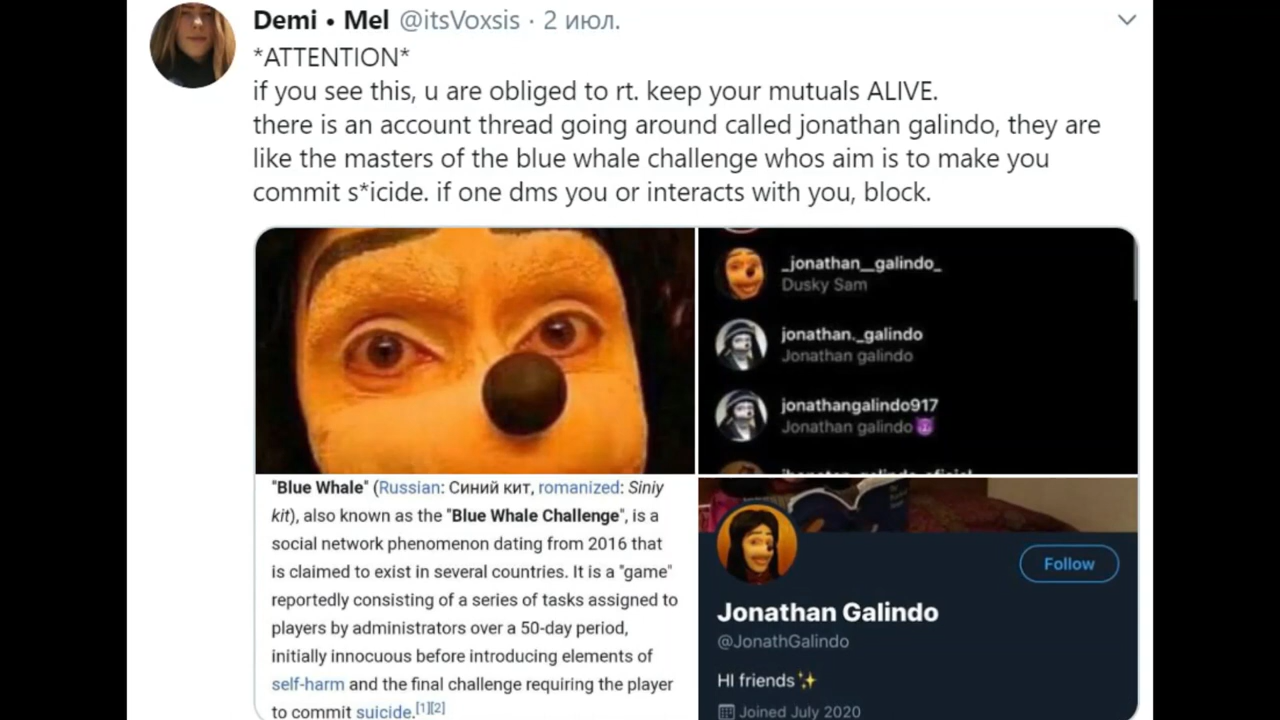 Demi • Mel @itsVoxsis · 2 июл.
*ATTENTION*
if you see this, u are obliged to rt. keep your mutuals ALIVE.
there is an account thread going around called jonathan galindo, they are
like the masters of the blue whale challenge whos aim is to make you
commit s*icide. if one dms you or interacts with you, block.
_jonathan__galindo_
Dusky Sam
jonathan._galindo
Jonathan galindo
jonathangalindo917
Jonathan galindo😈
"Blue Whale" (Russian: Синий кит, romanized: Siniy
kit), also known as the "Blue Whale Challenge", is a
social network phenomenon dating from 2016 that
is claimed to exist in several countries. It is a "game"
reportedly consisting of a series of tasks assigned to
players by administrators over a 50-day period,
initially innocuous before introducing elements of
self-harm and the final challenge requiring the player
to commit suicide.[1][2]
Follow
Jonathan Galindo
@JonathGalindo
HI friends✨
Joined July 2020